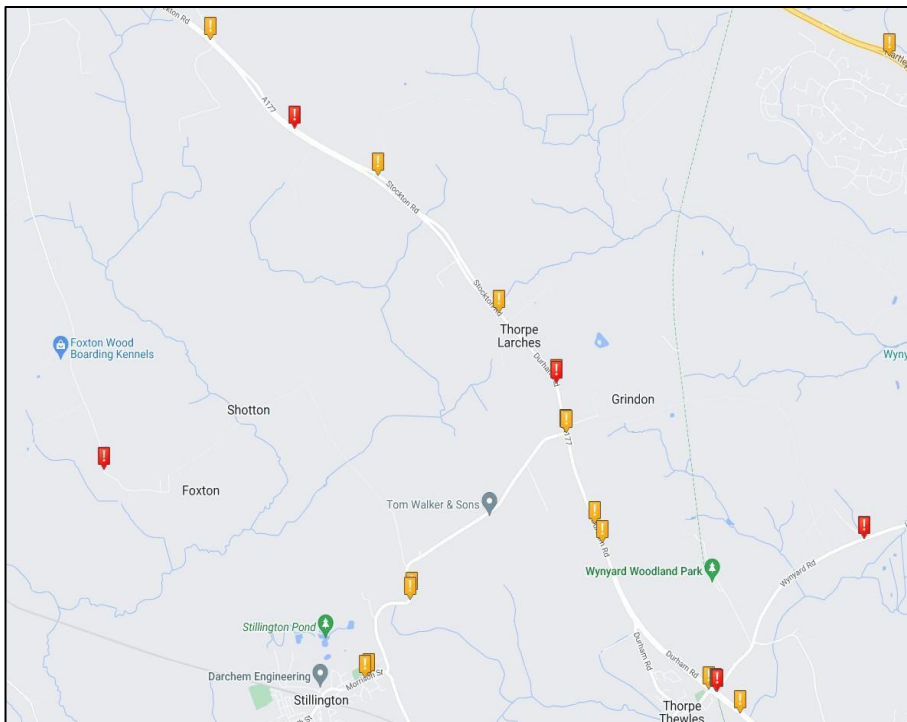 Stockton Rd
A177
Stockton Rd
Stockton Rd
Thorpe
Larches
Durham Rd
Foxton Wood
Boarding Kennels
Shotton
Grindon
A177
Foxton
Tom Walker & Sons
Durham Rd
Wynyard Woodland Park
Wynyard Rd
Stillington Pond
Durham Rd
Durham Rd
Darchem Engineering
Morrison St
Stillington
Thorpe
Thewles